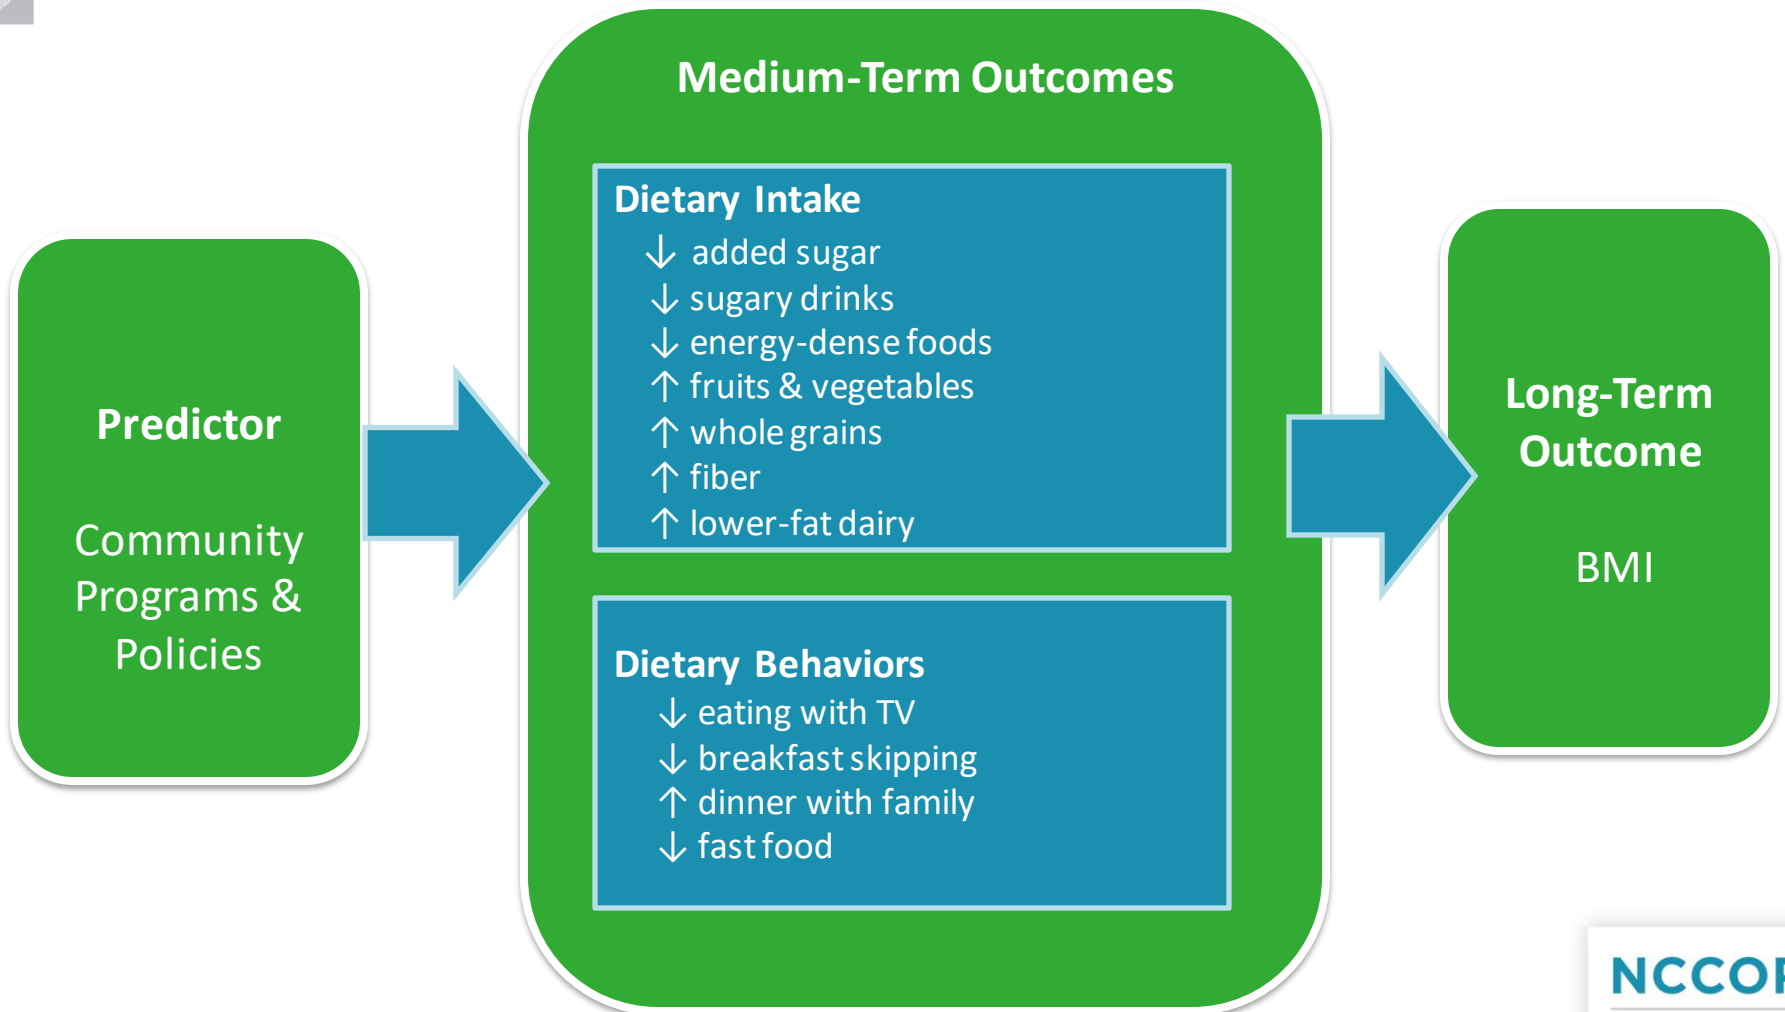 Medium-Term Outcomes
Dietary Intake
↓ added sugar
↓ sugary drinks
↓ energy-dense foods
↑ fruits & vegetables
↑ whole grains
↑ fiber
↑ lower-fat dairy
Dietary Behaviors
↓ eating with TV
↓ breakfast skipping
↑ dinner with family
↓ fast food
Predictor
Community
Programs &
Policies
Long-Term
Outcome
BMI
NCCOR